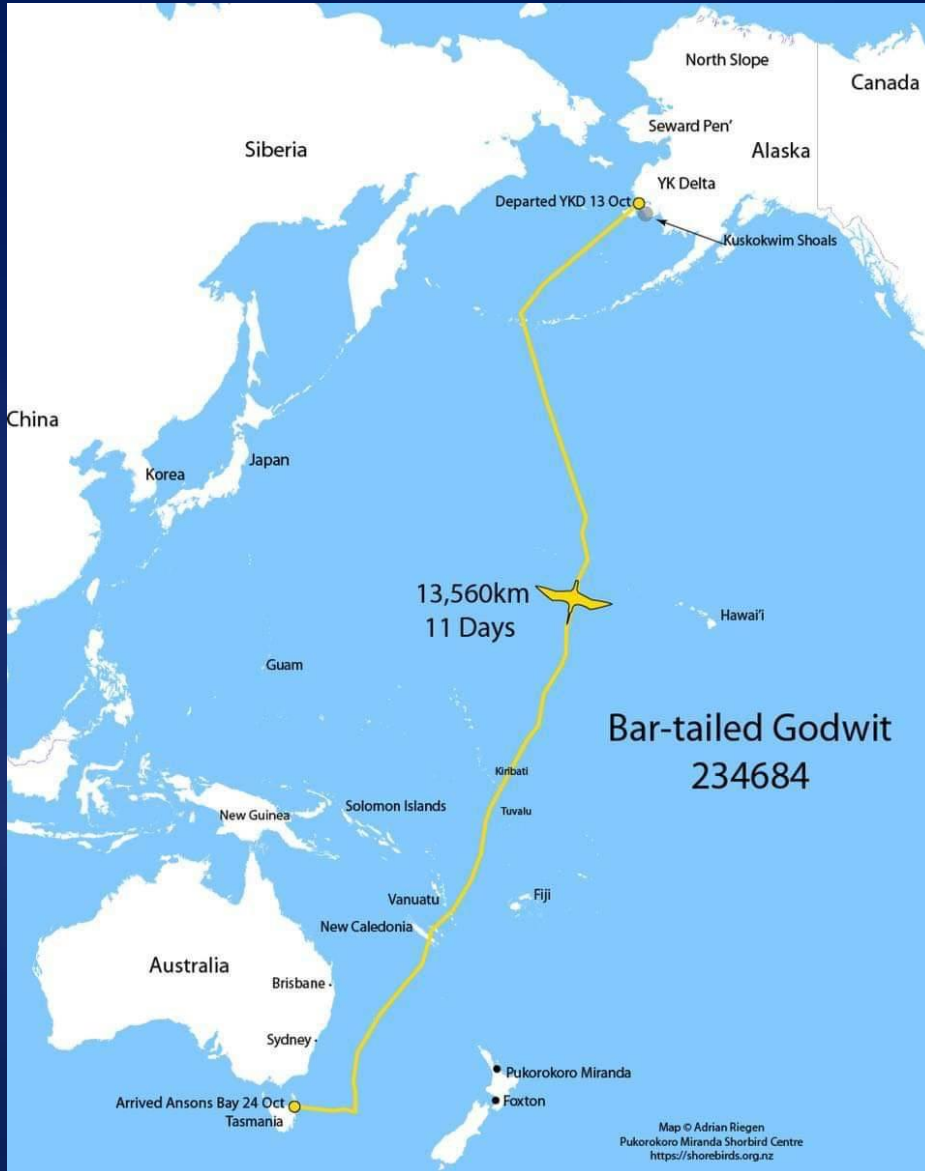 North Slope
Canada
Seward Pen'
Siberia
Alaska
YK Delta
Departed YKD 13 Oct
Kuskokwim Shoals
China
Japan
Korea
13,560km
11 Days
Hawai'i
Guam
Bar-tailed Godwit
234684
Kiribati
Solomon Islands
Tuvalu
New Guinea
Vanuatu
Fiji
New Caledonia
Australia
Brisbane
Sydney
Pukorokoro Miranda
Arrived Ansons Bay 24 Oct
Tasmania
Foxton
Map © Adrian Riegen
Pukorokoro Miranda Shorbird Centre
https://shorebirds.org.nz